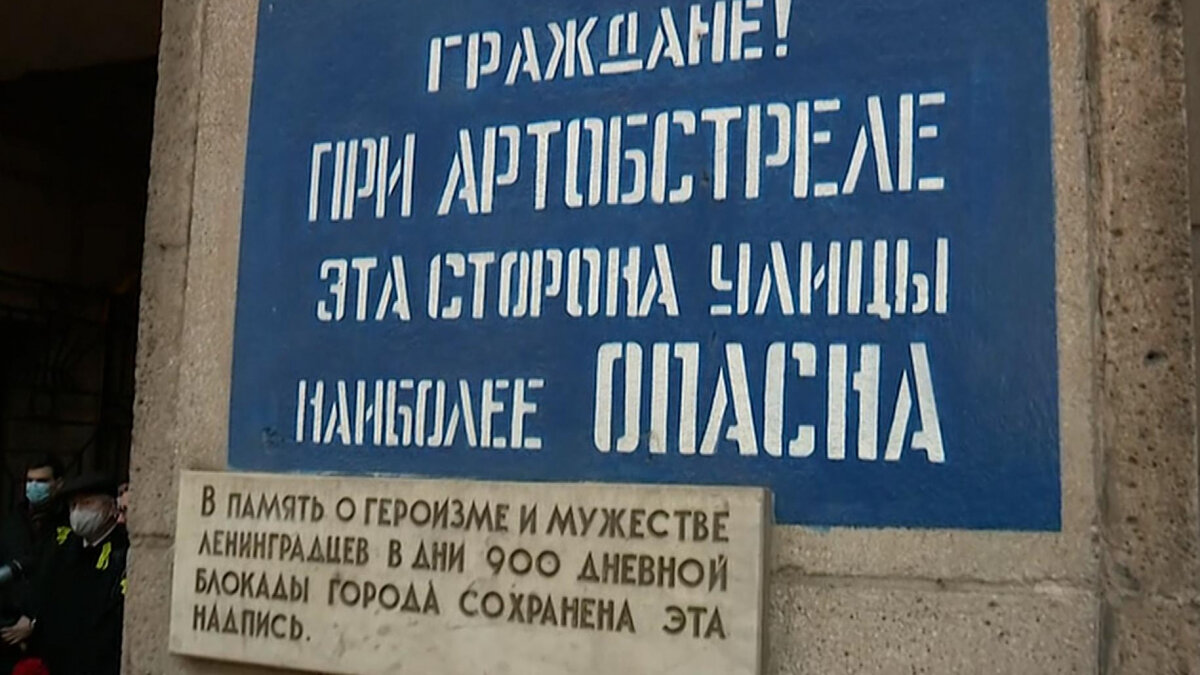 ГРАЖДАНЕ!
ПРИ АРТОБСТРЕЛЕ
ЭТА СТОРОНА УЛИЦЫ
НАИБОЛЕЕ ОПАСНА
В ПАМЯТЬ О ГЕРОИЗМЕ И МУЖЕСТВЕ
ЛЕНИНГРАДЦЕВ В ДНИ 900 ДНЕВНОЙ
БЛОКАДЫ ГОРОДА СОХРАНЕНА ЭТА
НАДПИСЬ.